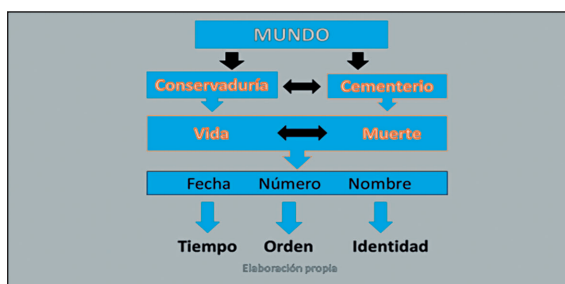 MUNDO
Conservaduría Cementerio
Vida Muerte
Fecha Número Nombre
Tiempo Orden Identidad
Elaboración propia